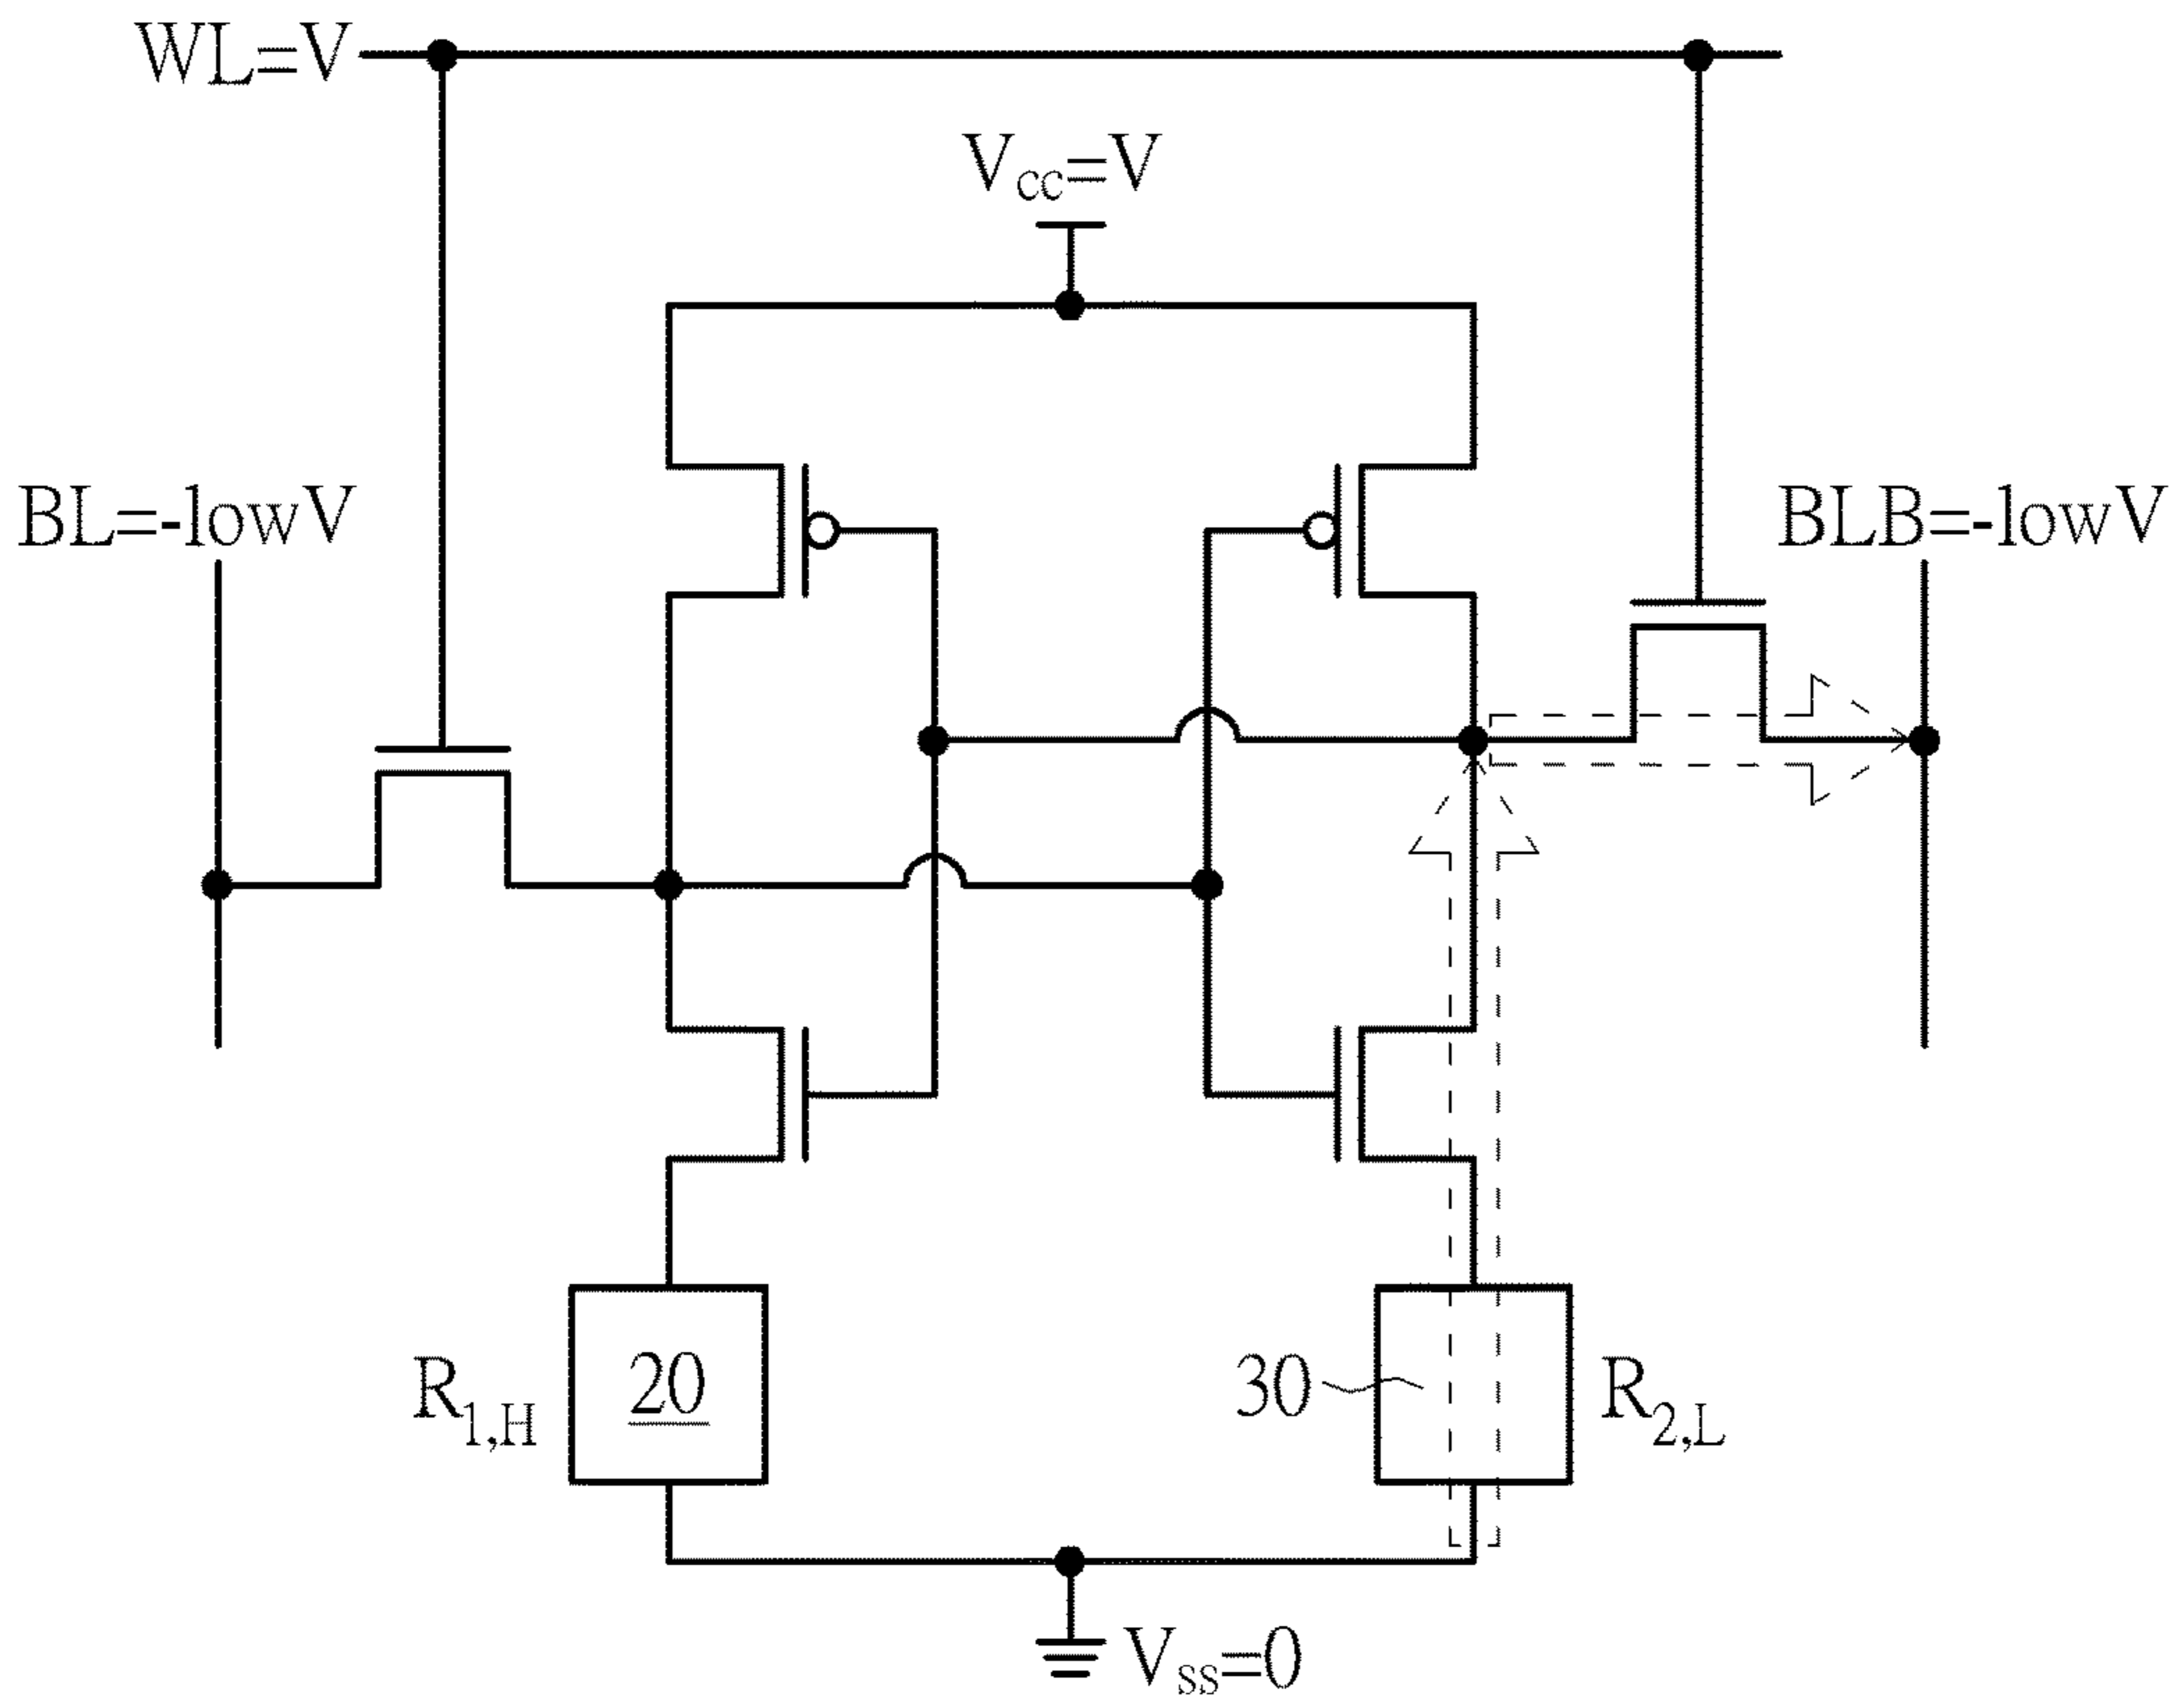 WL=V
Vcc=V
BL=-lowV
BLB=-lowV
R1,H
20
30
R2,L
Vss=0